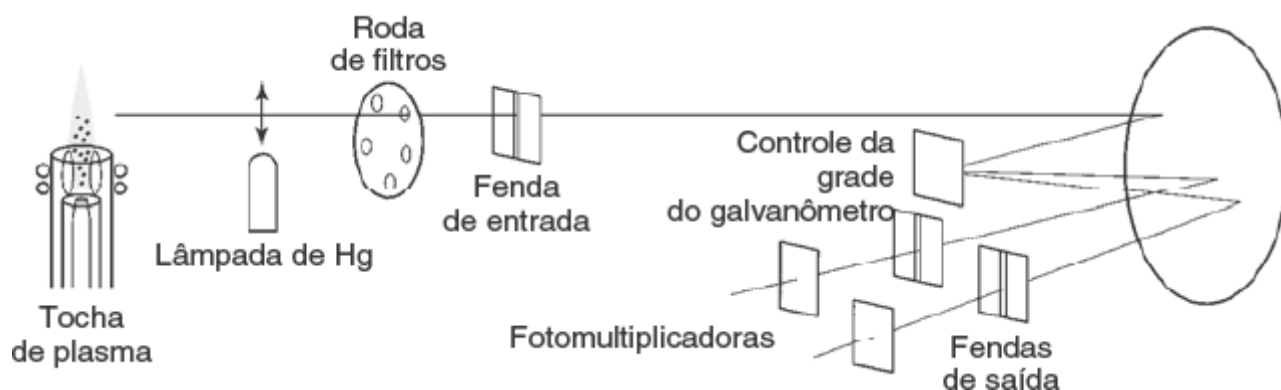 Roda
de filtros
Controle da
grade
do galvanômetro
Fenda
de entrada
Lâmpada de Hg
Tocha
de plasma
Fotomultiplicadoras
Fendas
de saída